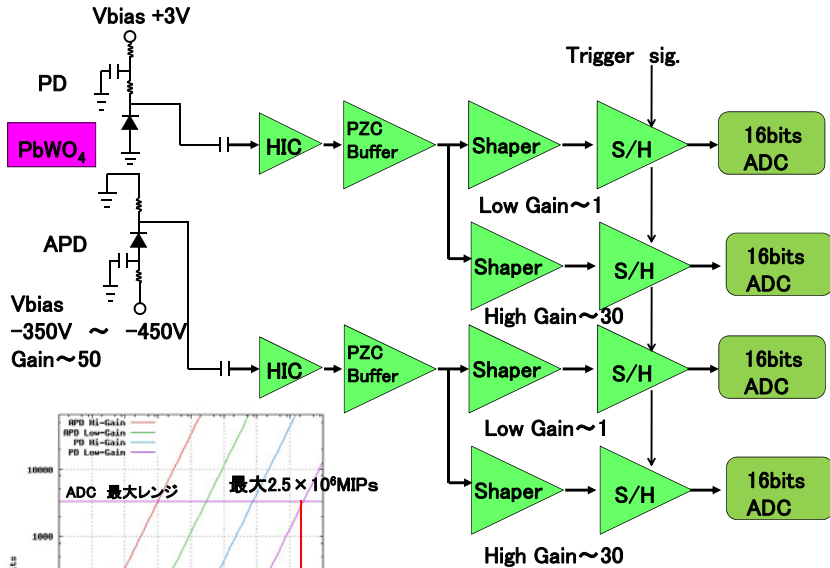 Vbias +3V
PD
PbWO4
Trigger sig.
HIC
PZC
Buffer
Shaper
S/H
16bits
ADC
Low Gain～1
APD
Shaper
S/H
16bits
ADC
High Gain～30
Vbias
-350V ～ -450V
Gain～50
HIC
PZC
Buffer
Shaper
S/H
16bits
ADC
Low Gain～1
Shaper
S/H
16bits
ADC
High Gain～30
APD Hi-Gain
APD Low-Gain
PD Hi-Gain
PD Low-Gain
10000
ADC 最大レンジ
最大2.5×10⁶MIPs
1000